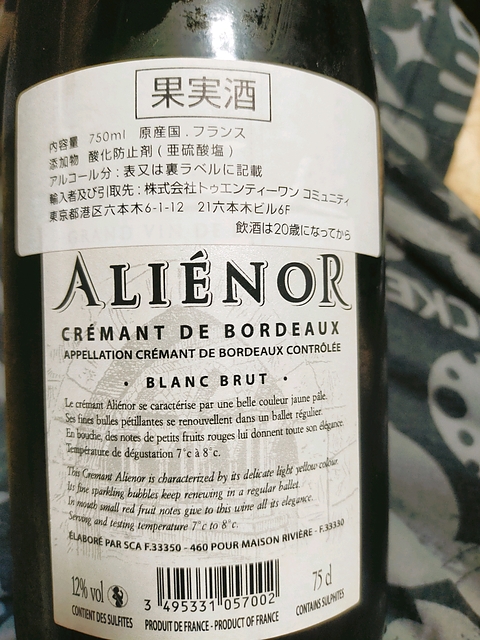 果実酒
内容量 750ml 原産国.フランス
添加物 酸化防止剤(亜硫酸塩)
アルコール分:表又は裏ラベルに記載
輸入者及び引取先:株式会社トゥエンティーワン コミュニティ
東京都港区六本木6-1-12 21六本木ビル6F
飲酒は20歳になってから
ALIÉNOR
CRÉMANT DE BORDEAUX
APPELLATION CRÉMANT DE BORDEAUX CONTRÔLÉE
• BLANC BRUT •
Le crémant Aliénor se caractérise par une belle couleur jaune pâle.
Ses fines bulles pétillantes se renouvellent dans un ballet régulier.
En bouche, des notes de petits fruits rouges lui donnent toute son élégance.
Température de dégustation 7°c à 8°c.
This Cremant Alienor is characterized by its delicate light yellow colour.
Its fine sparkling bubbles keep renewing in a regular ballet.
In mouth small red fruit notes give to this wine all its elegance.
Serving and testing temperature 7°c to 8°c.
ÉLABORÉ PAR SCA F.33350 - 460 POUR MAISON RIVIÈRE - F.33330
12% vol 75 cl
3 495331 057002
CONTIENT DES SULFITES PRODUIT DE FRANCE - PRODUCT OF FRANCE CONTAINS SULPHITES